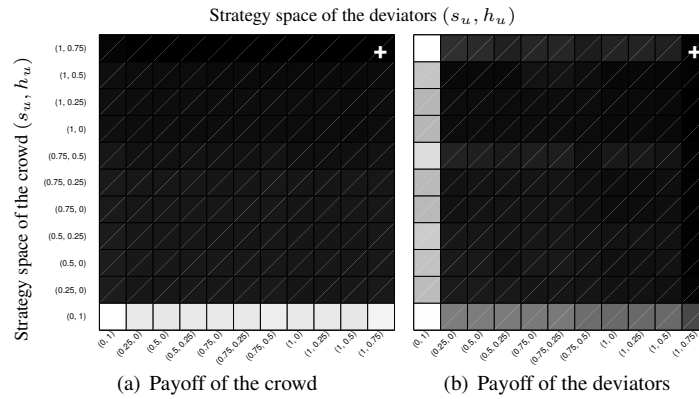 Strategy space of the deviators (s_u, h_u)
Strategy space of the crowd (s_u, h_u)
(1, 0.75)
(1, 0.5)
(1, 0.25)
(1, 0)
(0.75, 0.5)
(0.75, 0.25)
(0.75, 0)
(0.5, 0.25)
(0.5, 0)
(0.25, 0)
(0, 1)
(0, 1) (0.25, 0) (0.5, 0) (0.5, 0.25) (0.75, 0) (0.75, 0.25) (0.75, 0.5) (1, 0) (1, 0.25) (1, 0.5) (1, 0.75)
(0, 1) (0.25, 0) (0.5, 0) (0.5, 0.25) (0.75, 0) (0.75, 0.25) (0.75, 0.5) (1, 0) (1, 0.25) (1, 0.5) (1, 0.75)
(a) Payoff of the crowd
(b) Payoff of the deviators